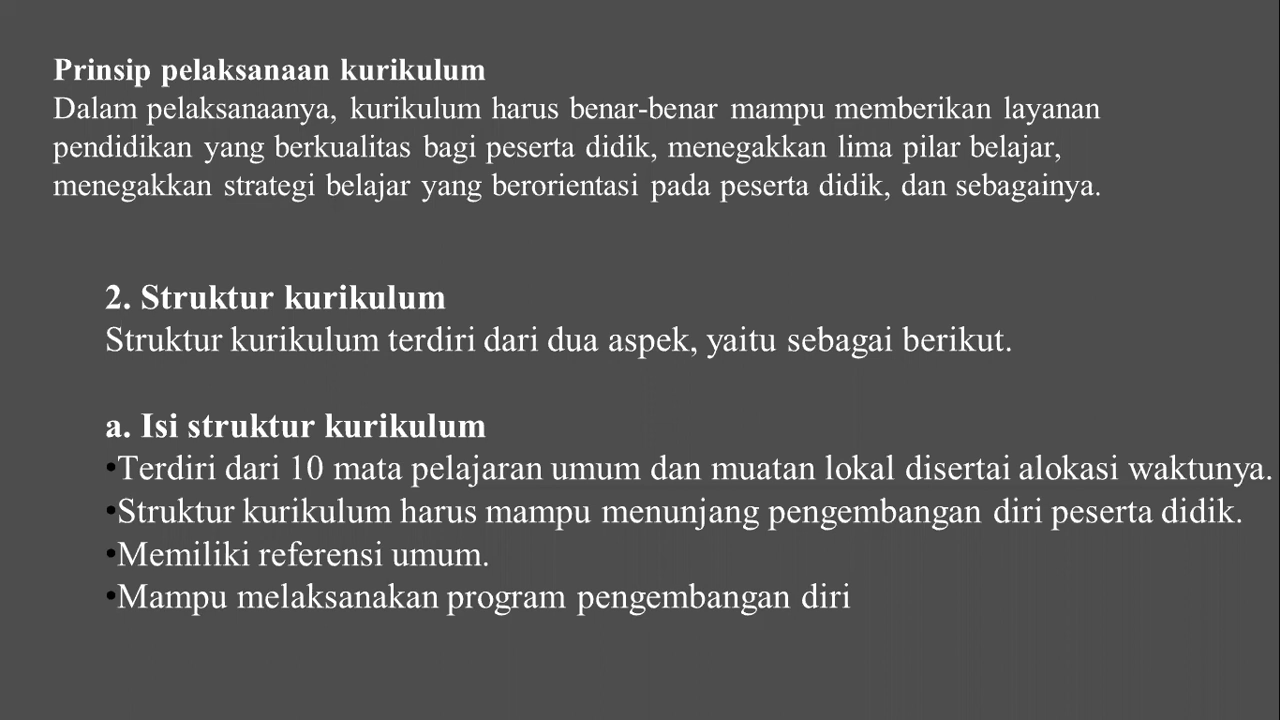 Prinsip pelaksanaan kurikulum
Dalam pelaksanaanya, kurikulum harus benar-benar mampu memberikan layanan
pendidikan yang berkualitas bagi peserta didik, menegakkan lima pilar belajar,
menegakkan strategi belajar yang berorientasi pada peserta didik, dan sebagainya.
2. Struktur kurikulum
Struktur kurikulum terdiri dari dua aspek, yaitu sebagai berikut.
a. Isi struktur kurikulum
•Terdiri dari 10 mata pelajaran umum dan muatan lokal disertai alokasi waktunya.
•Struktur kurikulum harus mampu menunjang pengembangan diri peserta didik.
•Memiliki referensi umum.
•Mampu melaksanakan program pengembangan diri